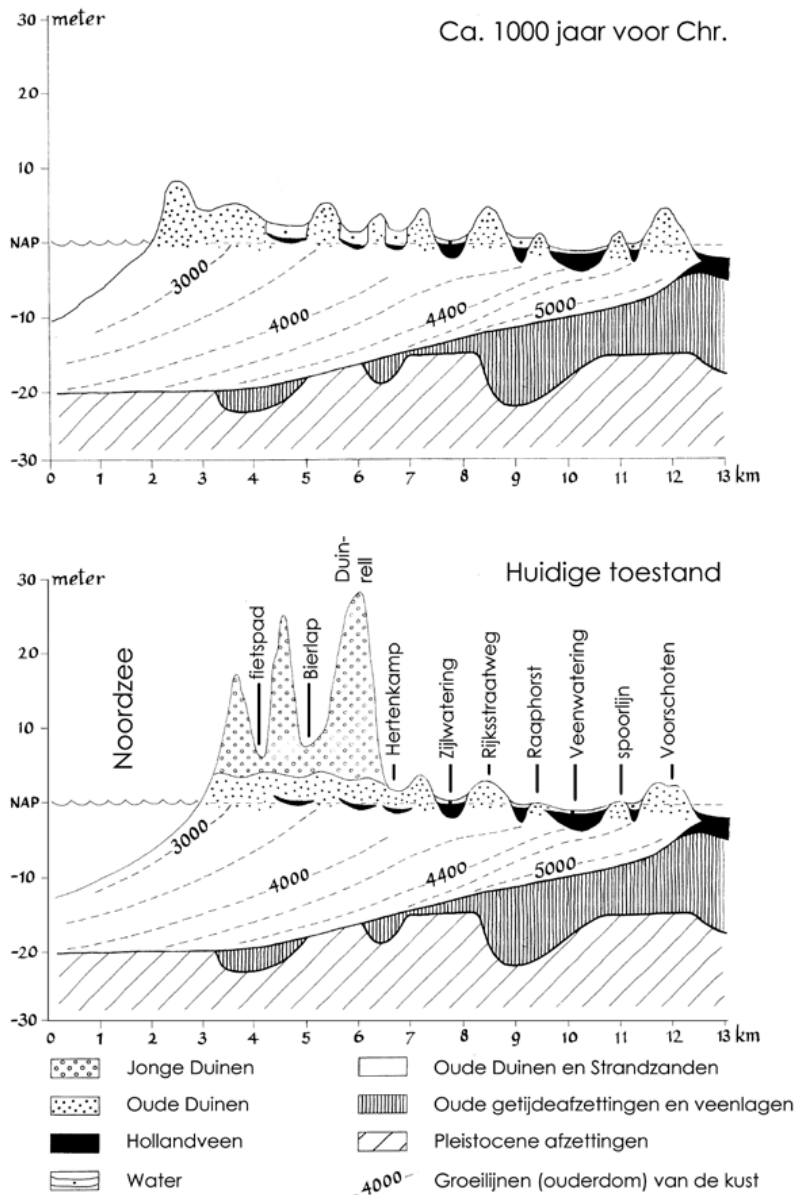 Ca. 1000 jaar voor Chr.
30 meter
20
10
NAP
-10
-20
-30
3000
4000
4400
5000
0 1 2 3 4 5 6 7 8 9 10 11 12 13 km
Huidige toestand
30 meter
20
10
NAP
-10
-20
-30
Noordzee
fietspad
Bierlap
Duin-
rell
Hertenkamp
Zijlwatering
Rijksstraatweg
Raaphorst
Veenwatering
spoorlijn
Voorschoten
3000
4000
4400
5000
0 1 2 3 4 5 6 7 8 9 10 11 12 13 km
Jonge Duinen
Oude Duinen
Hollandveen
Water
Oude Duinen en Strandzanden
Oude getijdeafzettingen en veenlagen
Pleistocene afzettingen
4000 Groeilijnen (ouderdom) van de kust